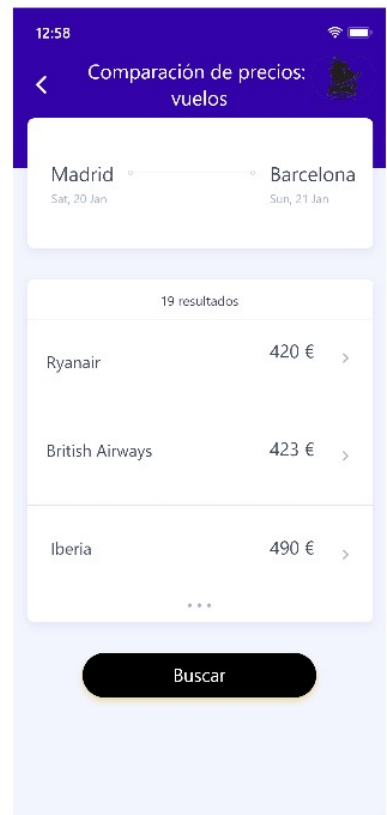 12:58
Comparación de precios:
vuelos
Madrid Barcelona
Sat, 20 Jan Sun, 21 Jan
19 resultados
Ryanair 420 €
British Airways 423 €
Iberia 490 €
Buscar